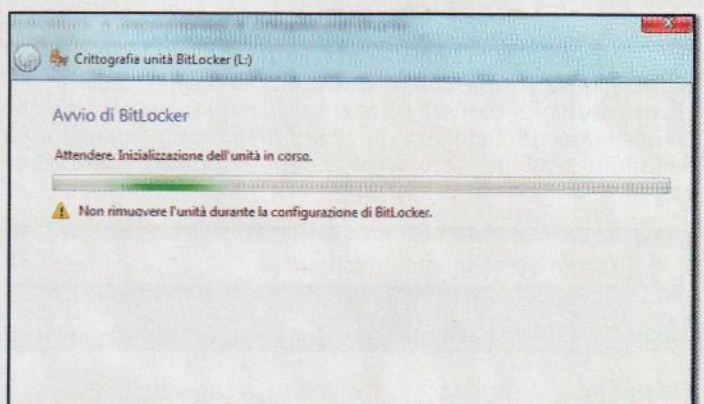 Crittografia unità BitLocker (L:)
Avvio di BitLocker
Attendere. Inizializzazione dell'unità in corso.
Non rimuovere l'unità durante la configurazione di BitLocker.